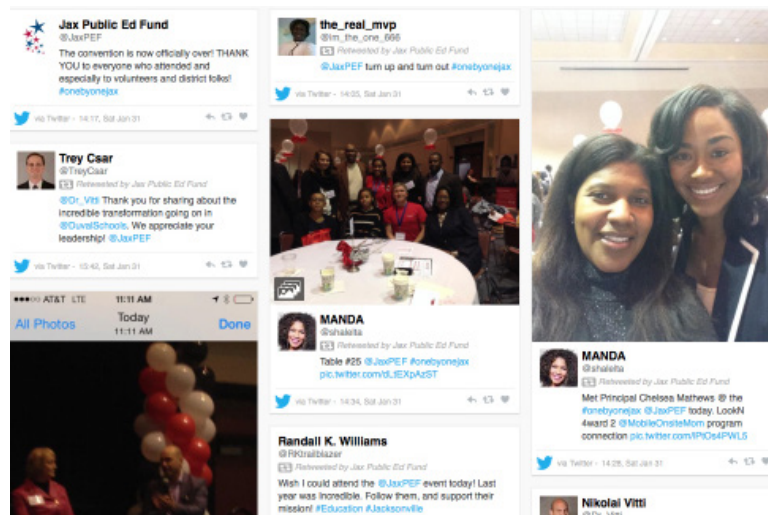 Jax Public Ed Fund
@JaxPEF
The convention is now officially over! THANK
YOU to everyone who attended and
especially to volunteers and district folks!
#onebyonejax
via Twitter - 14:17, Sat Jan 31
Trey Csar
@TreyCsar
Retweeted by Jax Public Ed Fund
@Dr_Vitti Thank you for sharing about the
incredible transformation going on in
@DuvalSchools. We appreciate your
leadership! @JaxPEF
via Twitter - 15:42, Sat Jan 31
AT&T LTE 11:11 AM
All Photos Today Done
11:11 AM
the_real_mvp
@im_the_one_666
Retweeted by Jax Public Ed Fund
@JaxPEF turn up and turn out #onebyonejax
via Twitter - 14:05, Sat Jan 31
MANDA
@shaleita
Retweeted by Jax Public Ed Fund
Table #25 @JaxPEF #onebyonejax
pic.twitter.com/dLtEXpAzST
via Twitter - 14:34, Sat Jan 31
Randall K. Williams
@RKtrailblazer
Retweeted by Jax Public Ed Fund
Wish I could attend the @JaxPEF event today! Last
year was incredible. Follow them, and support their
mission! #Education #Jacksonville
MANDA
@shaleita
Retweeted by Jax Public Ed Fund
Met Principal Chelsea Mathews @ the
#onebyonejax @JaxPEF today. LookN
4ward 2 @MobileOnsiteMom program
connection pic.twitter.com/lPtOs4PWL5
via Twitter - 14:28, Sat Jan 31
Nikolai Vitti
@Dr_Vitti